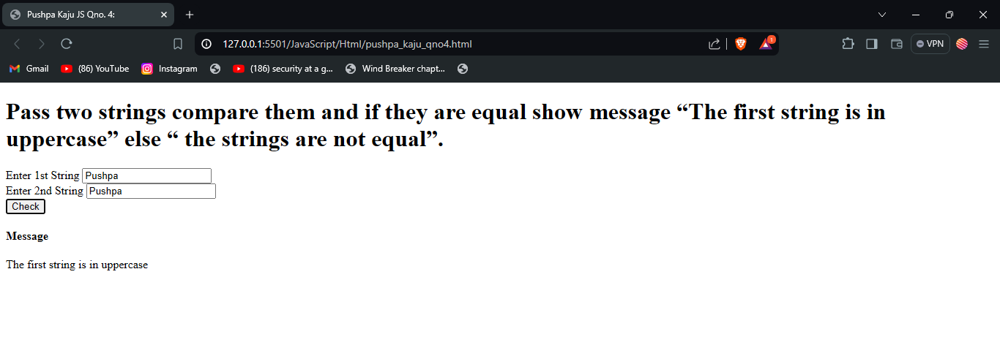 Pushpa Kaju JS Qno. 4:
127.0.0.1:5501/JavaScript/Html/pushpa_kaju_qno4.html
1
VPN
Gmail (86) YouTube Instagram (186) security at a g... Wind Breaker chapt...
Pass two strings compare them and if they are equal show message “The first string is in
uppercase” else “ the strings are not equal”.
Enter 1st String Pushpa
Enter 2nd String Pushpa
Check
Message
The first string is in uppercase